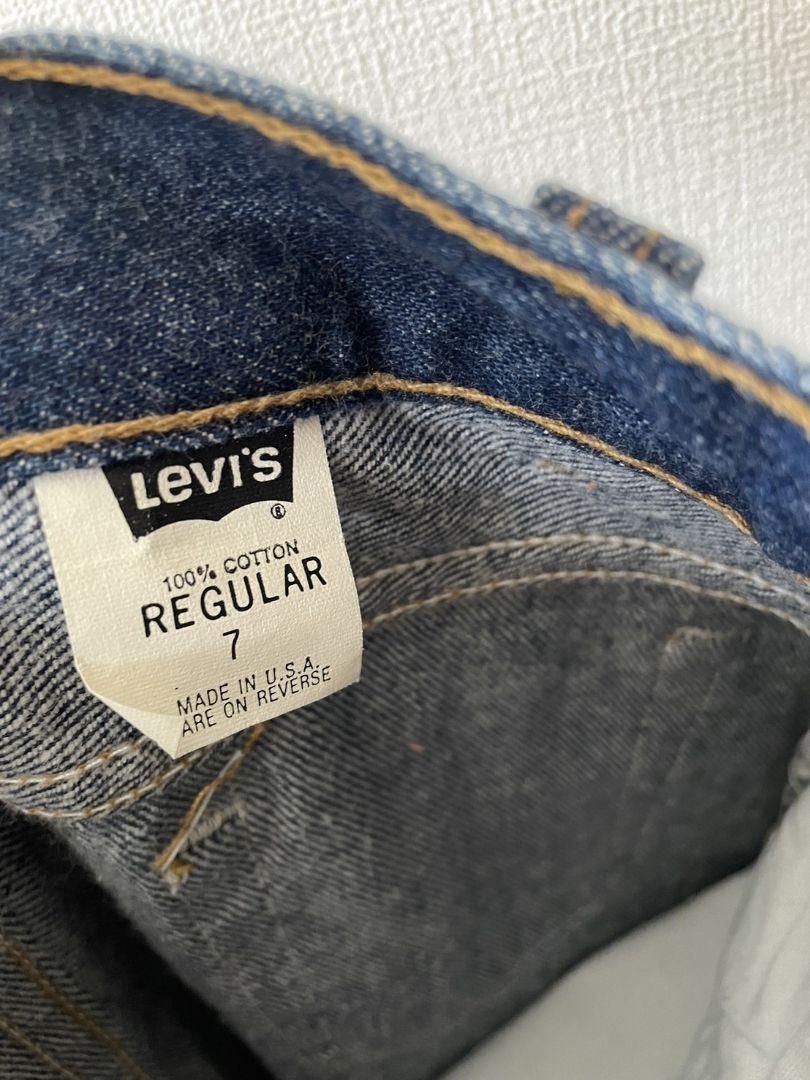 Levi's
®
100% COTTON
REGULAR
7
MADE IN U.S.A.
ARE ON REVERSE